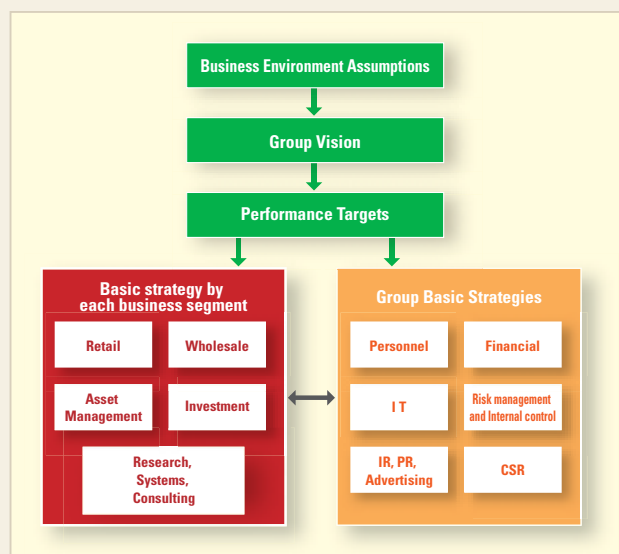 Business Environment Assumptions
Group Vision
Performance Targets
Basic strategy by
each business segment
Retail
Wholesale
Asset
Management
Investment
Research,
Systems,
Consulting
Group Basic Strategies
Personnel
Financial
I T
Risk management
and Internal control
IR, PR,
Advertising
CSR